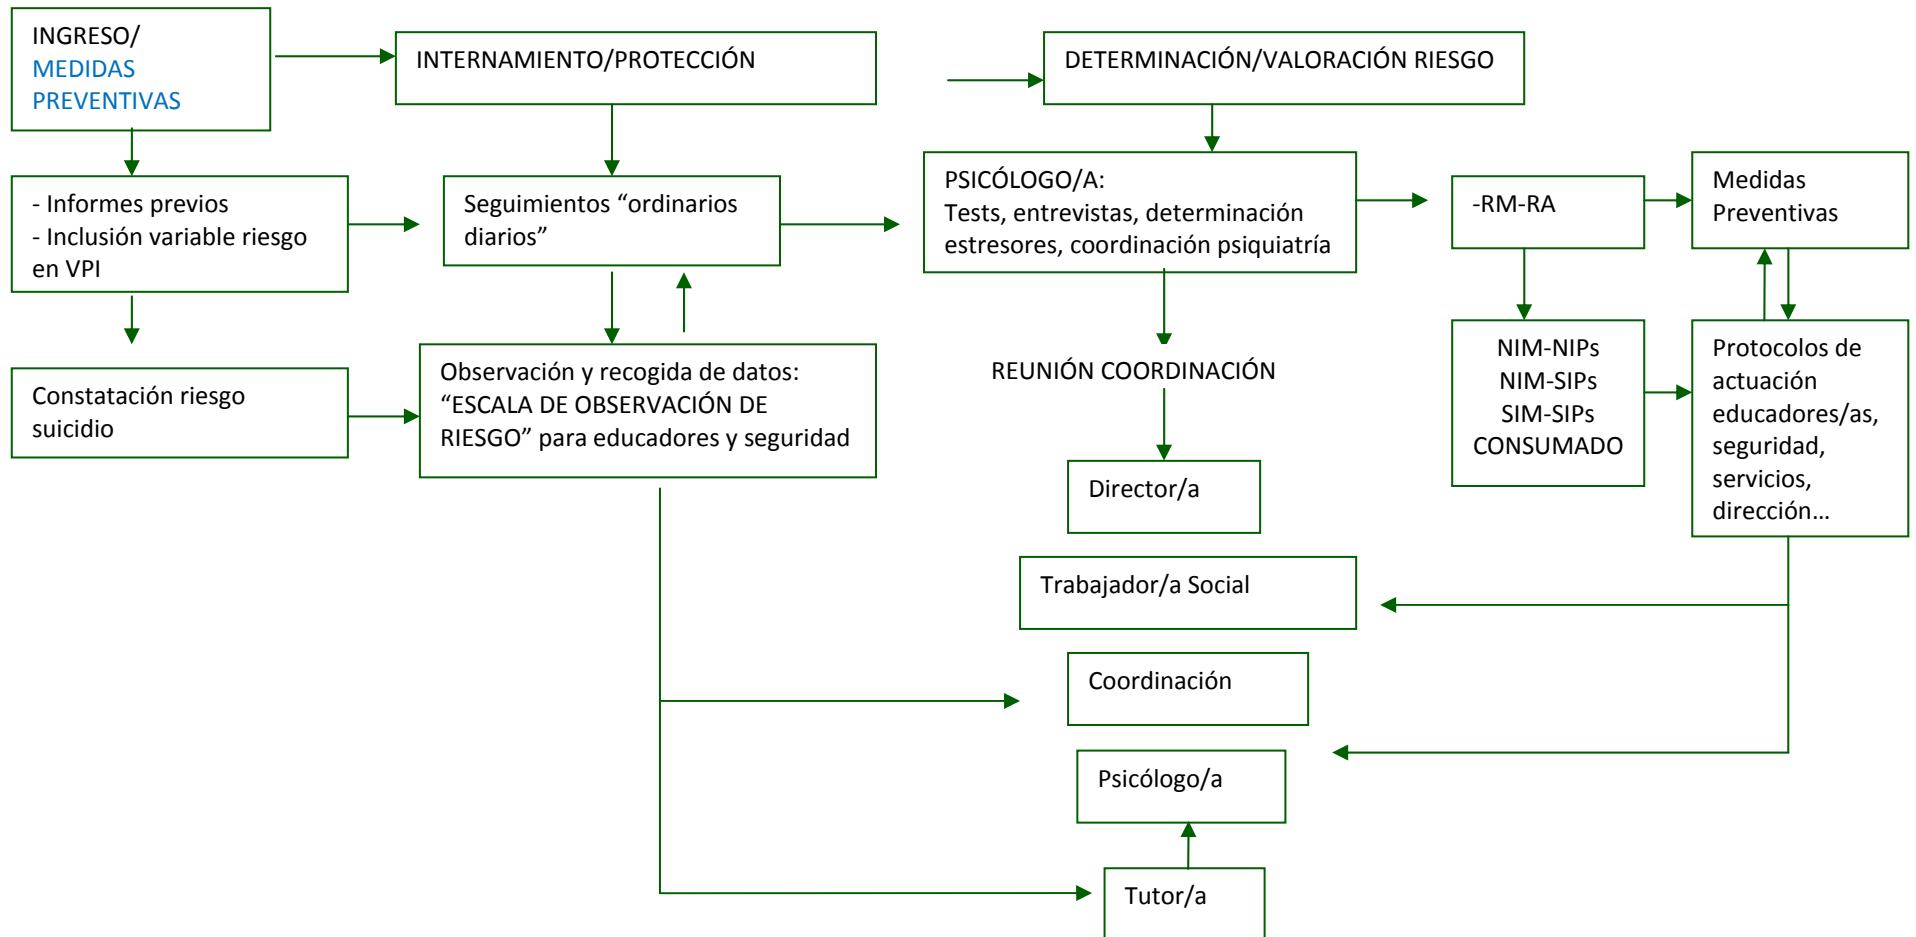 INGRESO/
MEDIDAS
PREVENTIVAS
INTERNAMIENTO/PROTECCIÓN
DETERMINACIÓN/VALORACIÓN RIESGO
- Informes previos
- Inclusión variable riesgo
en VPI
Seguimientos “ordinarios
diarios”
PSICÓLOGO/A:
Tests, entrevistas, determinación
estresores, coordinación psiquiatría
-RM-RA
Medidas
Preventivas
Constatación riesgo
suicidio
Observación y recogida de datos:
“ESCALA DE OBSERVACIÓN DE
RIESGO” para educadores y seguridad
REUNIÓN COORDINACIÓN
NIM-NIPs
NIM-SIPs
SIM-SIPs
CONSUMADO
Protocolos de
actuación
educadores/as,
seguridad,
servicios,
dirección…
Director/a
Trabajador/a Social
Coordinación
Psicólogo/a
Tutor/a